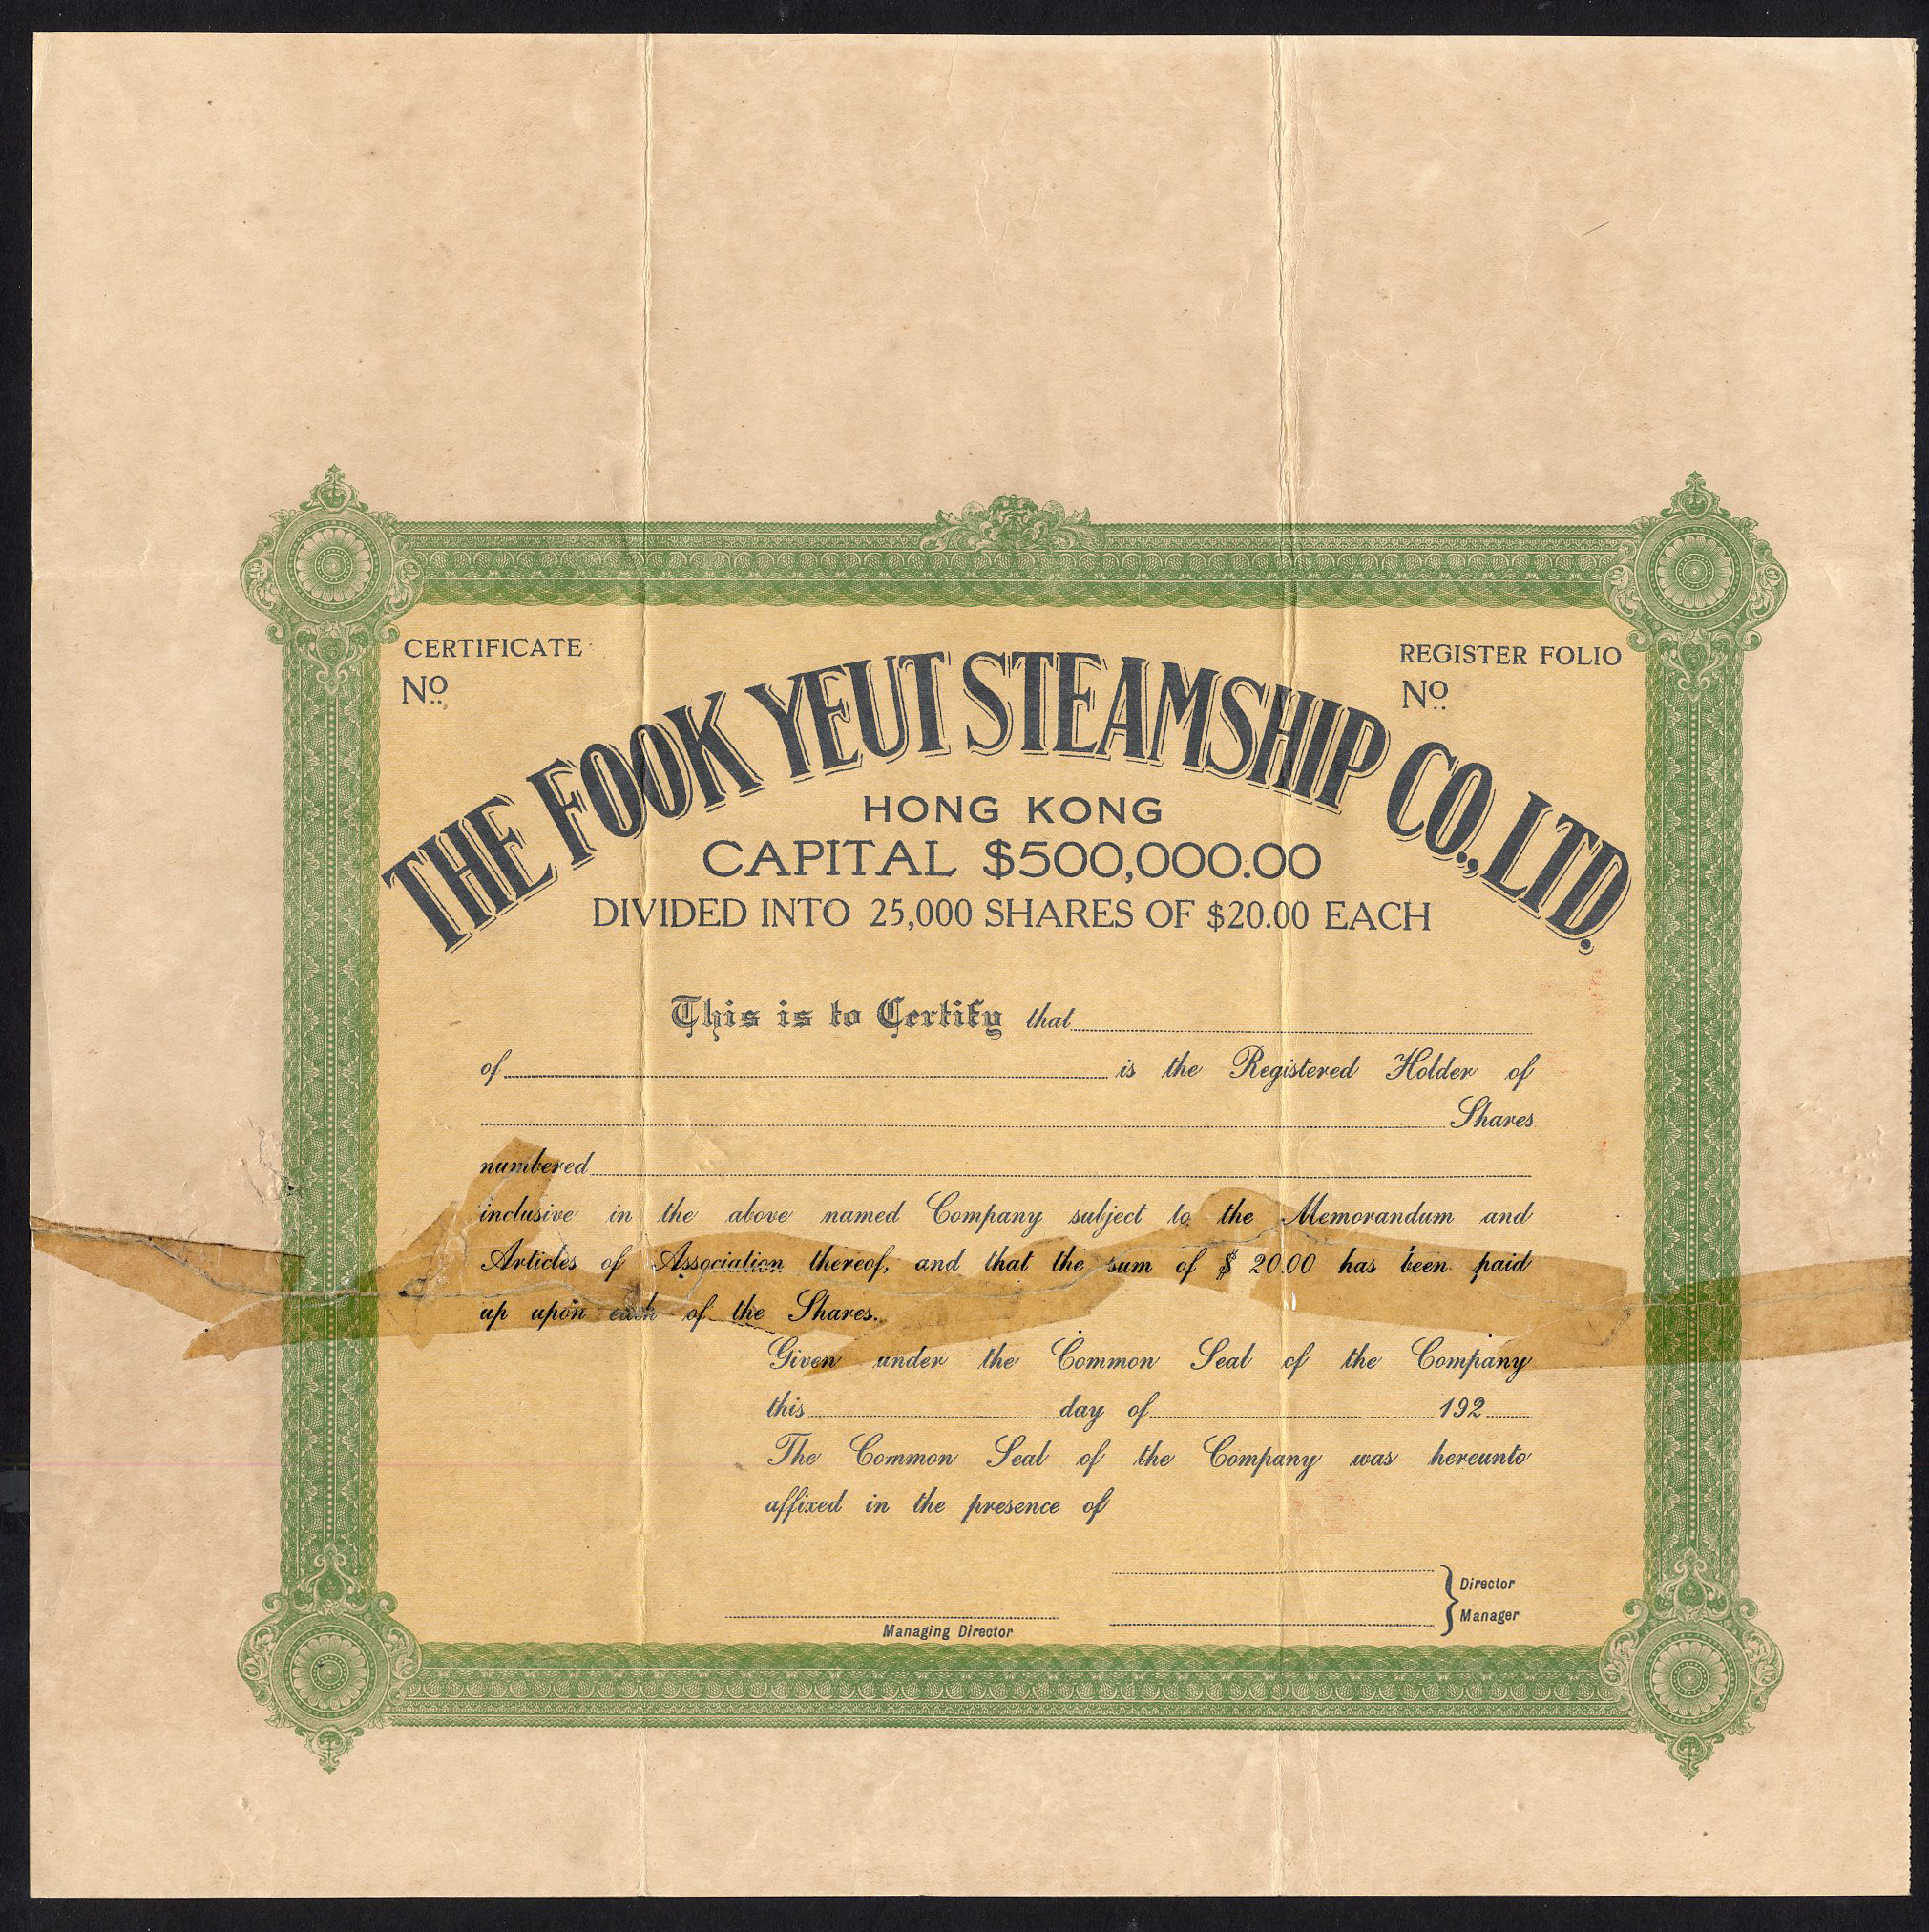 CERTIFICATE
Nº
REGISTER FOLIO
Nº
THE FOOK YEUT STEAMSHIP CO., LTD.
HONG KONG
CAPITAL $500,000.00
DIVIDED INTO 25,000 SHARES OF $20.00 EACH
This is to Certify that
of is the Registered Holder of
Shares
numbered
inclusive in the above named Company subject to the Memorandum and
Articles of Association thereof, and that the sum of $ 20.00 has been paid
up upon each of the Shares.
Given under the Common Seal of the Company
this day of 192
The Common Seal of the Company was hereunto
affixed in the presence of
Director
Manager
Managing Director